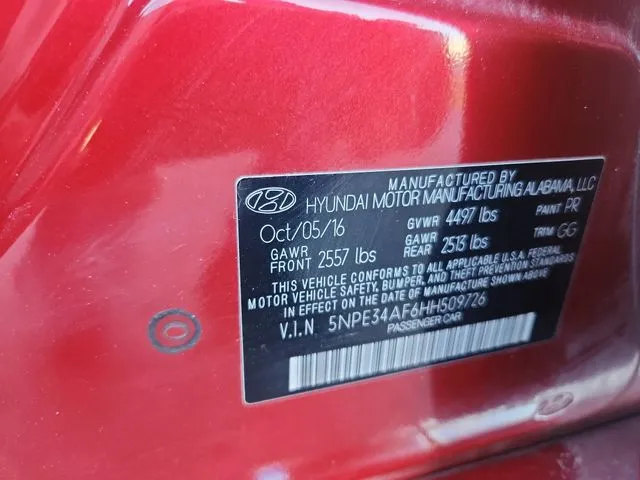 MANUFACTURED BY
HYUNDAI MOTOR MANUFACTURING ALABAMA, LLC
Oct/05/16 GVWR 4497 lbs PAINT PR
GAWR FRONT 2557 lbs GAWR REAR 2513 lbs TRIM GG
THIS VEHICLE CONFORMS TO ALL APPLICABLE U.S.A. FEDERAL
MOTOR VEHICLE SAFETY, BUMPER, AND THEFT PREVENTION STANDARDS
IN EFFECT ON THE DATE OF MANUFACTURE SHOWN ABOVE
V.I.N 5NPE34AF6HH509726
PASSENGER CAR